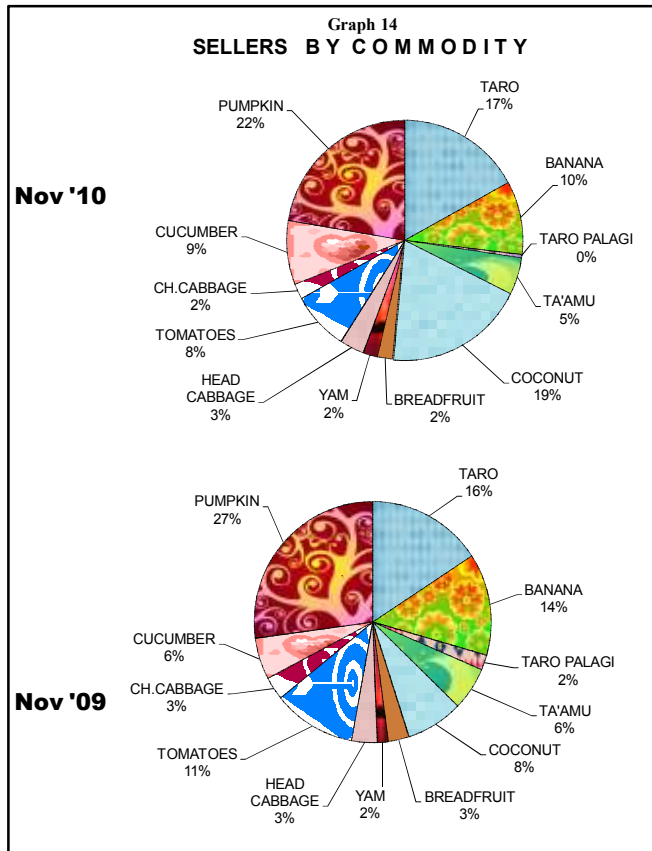 Graph 14
SELLERS BY COMMODITY
Nov '10
PUMPKIN
22%
TARO
17%
BANANA
10%
TARO PALAGI
0%
TA'AMU
5%
COCONUT
19%
BREADFRUIT
2%
YAM
2%
HEAD
CABBAGE
3%
TOMATOES
8%
CH.CABBAGE
2%
CUCUMBER
9%
Nov '09
PUMPKIN
27%
TARO
16%
BANANA
14%
TARO PALAGI
2%
TA'AMU
6%
COCONUT
8%
BREADFRUIT
3%
YAM
2%
HEAD
CABBAGE
3%
TOMATOES
11%
CH.CABBAGE
3%
CUCUMBER
6%